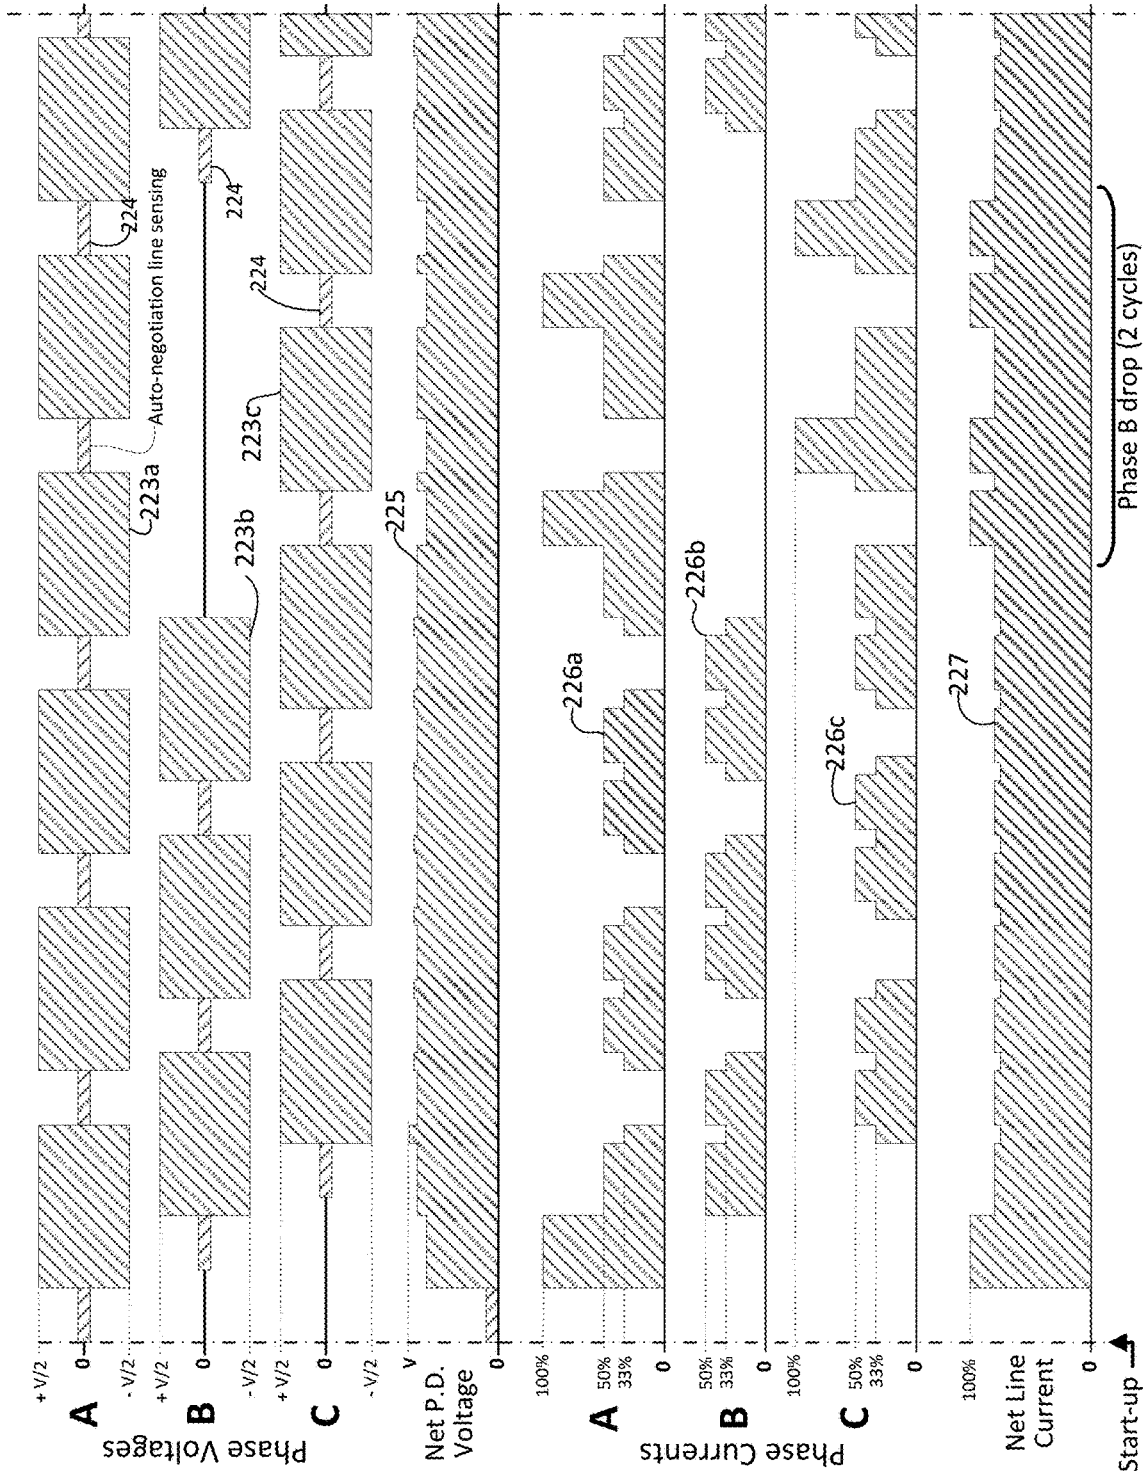 Phase Voltages
A
+ V/2
0
- V/2
B
+ V/2
0
- V/2
C
+ V/2
0
- V/2
Net P.D.
Voltage
V
0
Phase Currents
A
100%
50%
33%
0
B
50%
33%
0
C
100%
50%
33%
0
Net Line
Current
100%
0
Start-up
223a
Auto-negotiation line sensing
224
223b
224
223c
224
225
226a
226b
226c
227
Phase B drop (2 cycles)